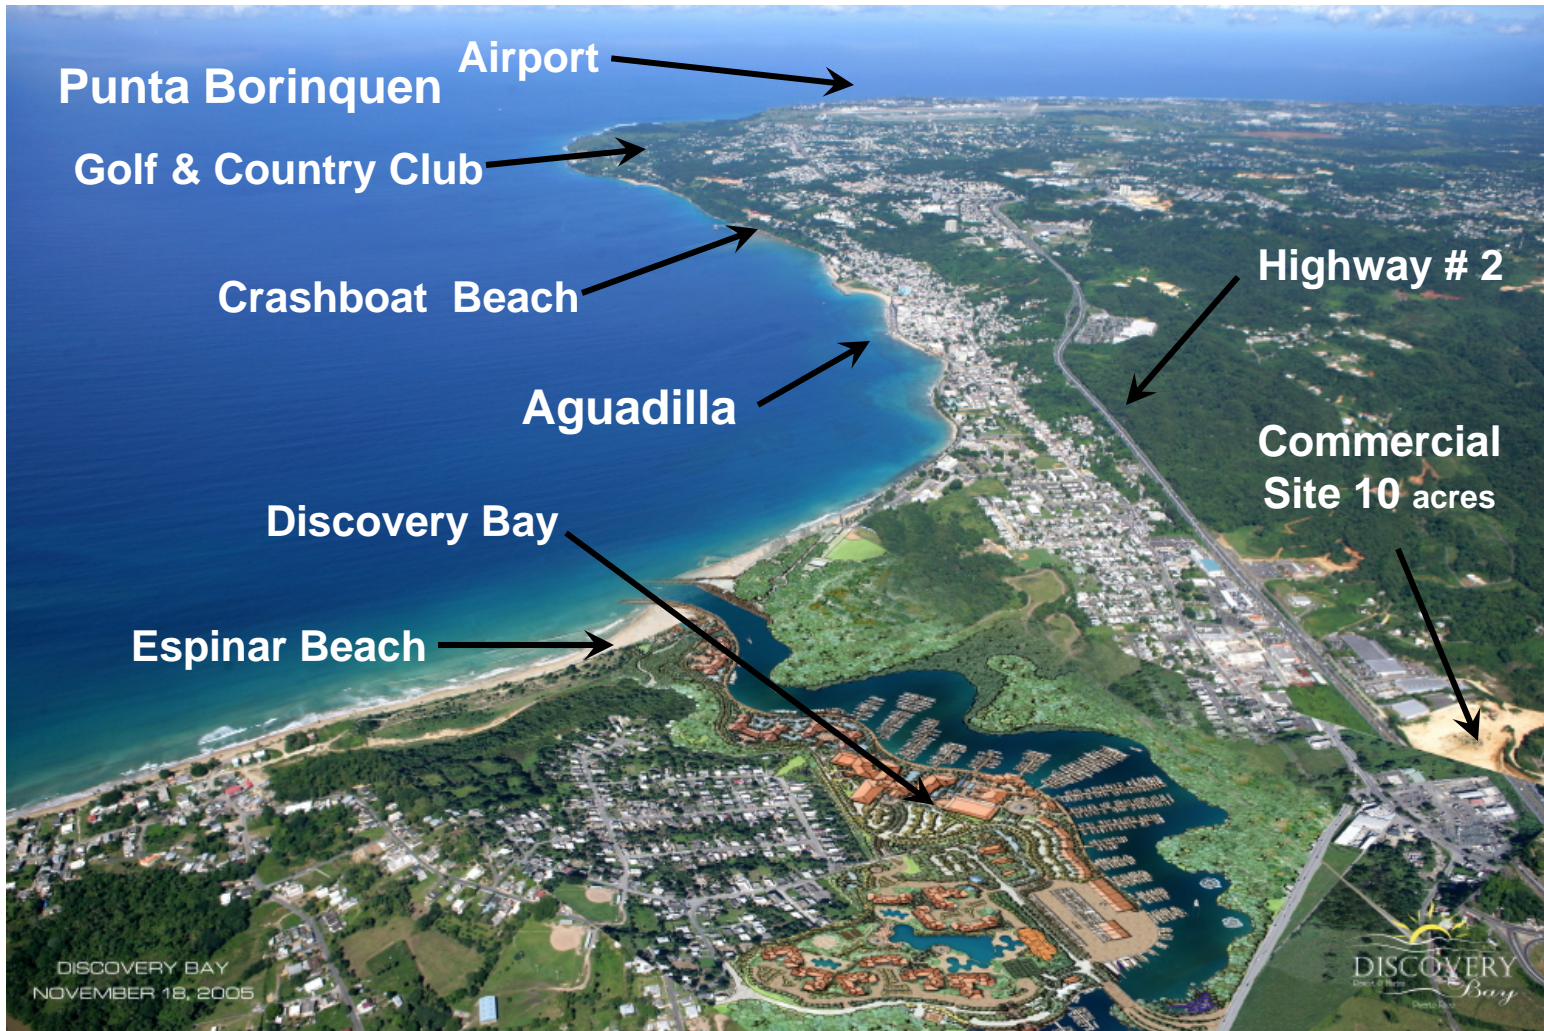 Airport
Punta Borinquen
Golf & Country Club
Crashboat Beach
Highway # 2
Aguadilla
Commercial
Site 10 acres
Discovery Bay
Espinar Beach
DISCOVERY BAY
NOVEMBER 18, 2005
DISCOVERY
Bay